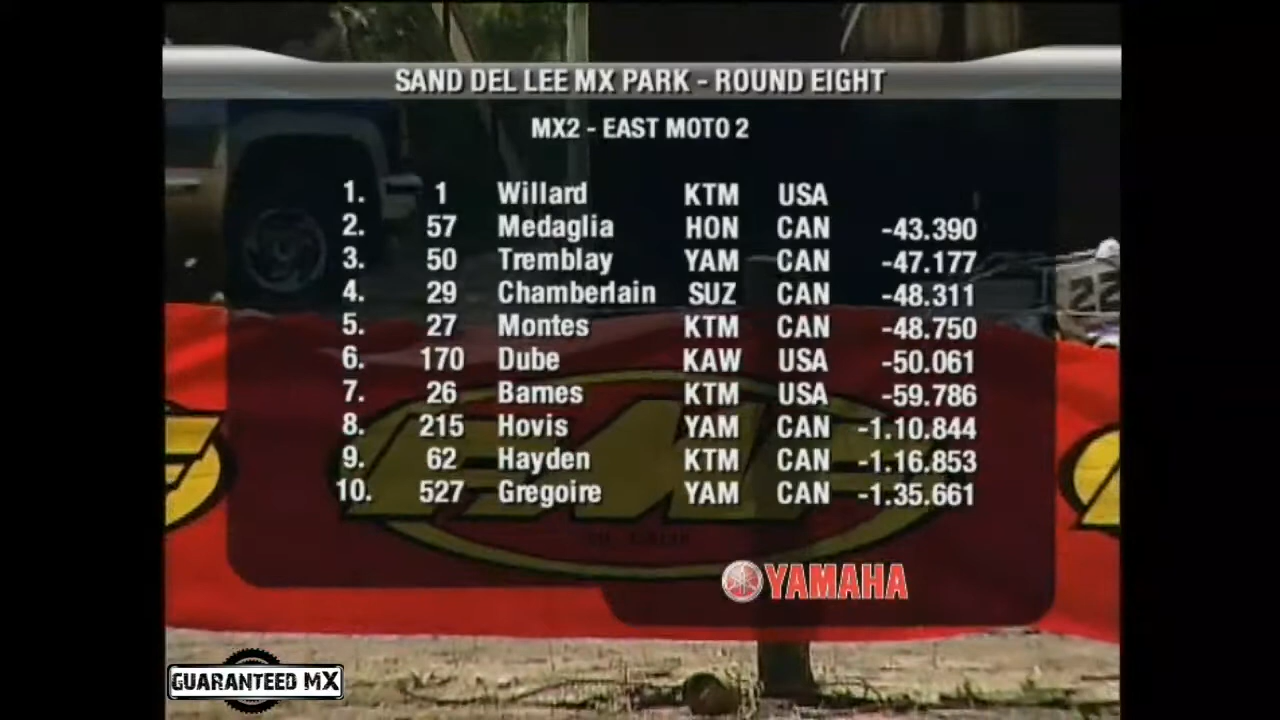 SAND DEL LEE MX PARK - ROUND EIGHT
MX2 - EAST MOTO 2
1. 1 Willard KTM USA
2. 57 Medaglia HON CAN -43.390
3. 50 Tremblay YAM CAN -47.177
4. 29 Chamberlain SUZ CAN -48.311
5. 27 Montes KTM CAN -48.750
6. 170 Dube KAW USA -50.061
7. 26 Barnes KTM USA -59.786
8. 215 Hovis YAM CAN -1.10.844
9. 62 Hayden KTM CAN -1.16.853
10. 527 Gregoire YAM CAN -1.35.661
FMF
22
YAMAHA
GUARANTEED MX